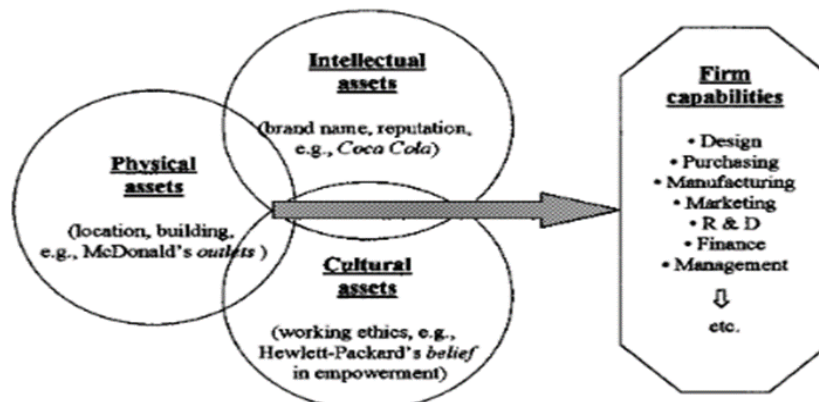 Intellectual
assets
(brand name, reputation,
e.g., Coca Cola)
Physical
assets
(location, building,
e.g., McDonald's outlets )
Cultural
assets
(working ethics, e.g.,
Hewlett-Packard's belief
in empowerment)
Firm
capabilities
• Design
• Purchasing
• Manufacturing
• Marketing
• R & D
• Finance
• Management
etc.